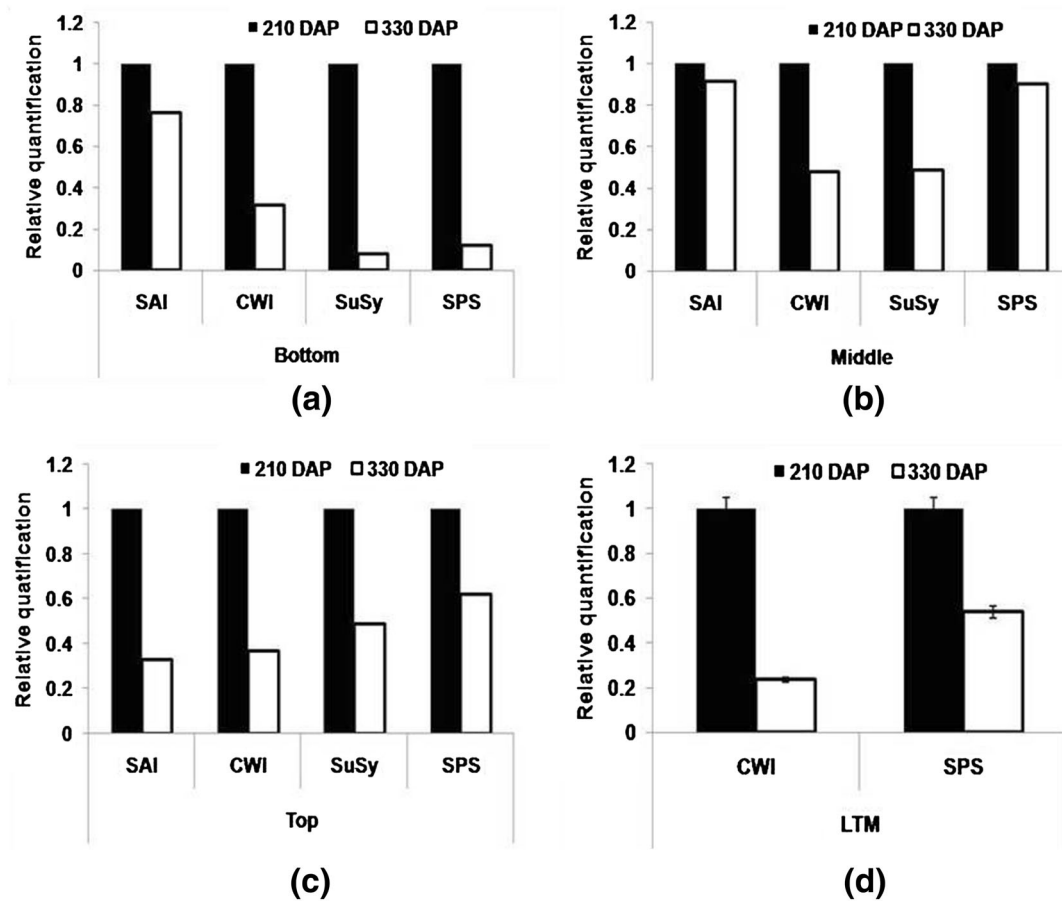 210 DAP 330 DAP
Relative quantification
1.2
1
0.8
0.6
0.4
0.2
0
SAI CWI SuSy SPS
Bottom
(a)
210 DAP 330 DAP
Relative quantification
1.2
1
0.8
0.6
0.4
0.2
0
SAI CWI SuSy SPS
Middle
(b)
210 DAP 330 DAP
Relative quatification
1.2
1
0.8
0.6
0.4
0.2
0
SAI CWI SuSy SPS
Top
(c)
210 DAP 330 DAP
Relative quantification
1.2
1
0.8
0.6
0.4
0.2
0
CWI SPS
LTM
(d)